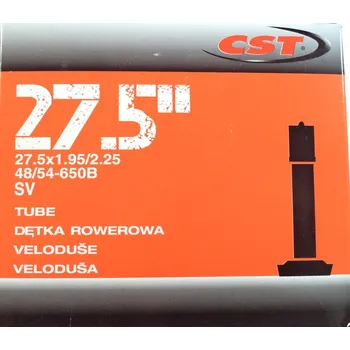 CST
27.5"
27.5x1.95/2.25
48/54-650B
SV
TUBE
DĘTKA ROWEROWA
VELODUŠE
VELODUŠA